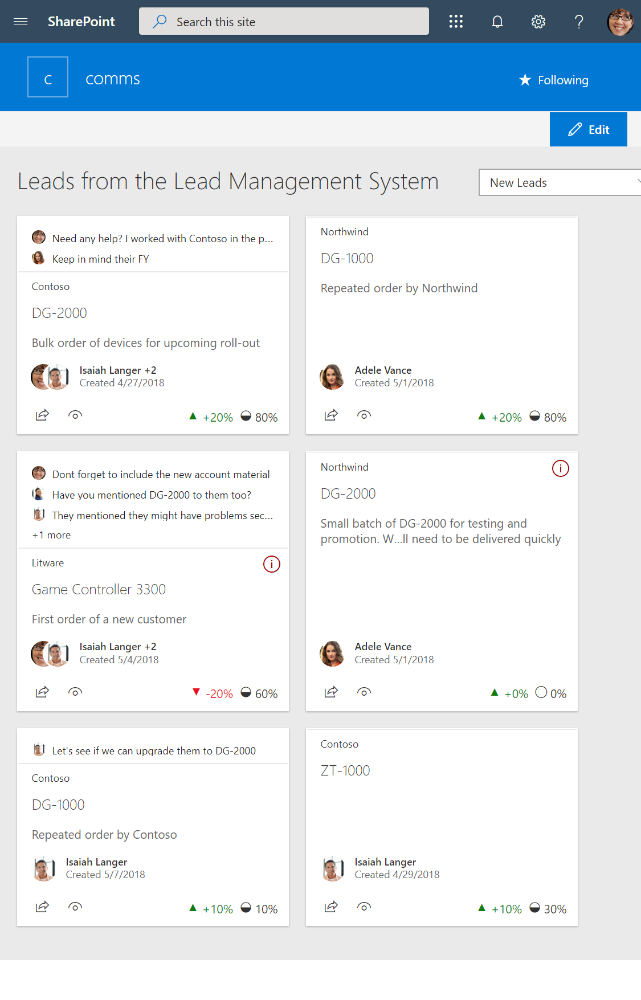 SharePoint
Search this site
C
comms
Following
Edit
Leads from the Lead Management System
New Leads
Need any help? I worked with Contoso in the p...
Keep in mind their FY
Contoso
DG-2000
Bulk order of devices for upcoming roll-out
Isaiah Langer +2
Created 4/27/2018
+20% 80%
Northwind
DG-1000
Repeated order by Northwind
Adele Vance
Created 5/1/2018
+20% 80%
Dont forget to include the new account material
Have you mentioned DG-2000 to them too?
They mentioned they might have problems sec...
+1 more
Litware
Game Controller 3300
First order of a new customer
Isaiah Langer +2
Created 5/4/2018
-20% 60%
Northwind
DG-2000
Small batch of DG-2000 for testing and
promotion. W...ll need to be delivered quickly
Adele Vance
Created 5/1/2018
+0% 0%
Let's see if we can upgrade them to DG-2000
Contoso
DG-1000
Repeated order by Contoso
Isaiah Langer
Created 5/7/2018
+10% 10%
Contoso
ZT-1000
Isaiah Langer
Created 4/29/2018
+10% 30%